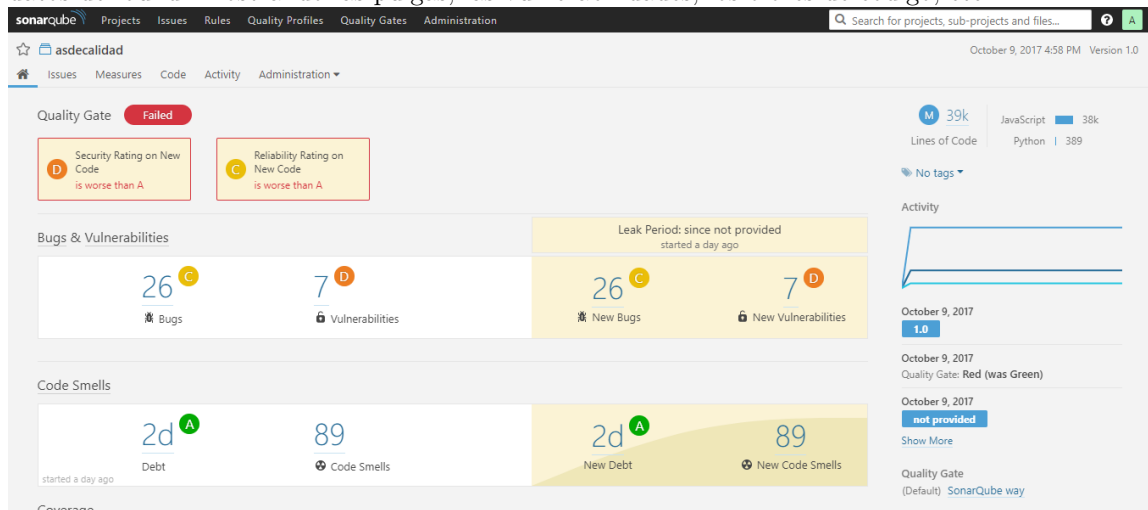 sonarqube Projects Issues Rules Quality Profiles Quality Gates Administration Search for projects, sub-projects and files... ? A
asdecalidad October 9, 2017 4:58 PM Version 1.0
Issues Measures Code Activity Administration
Quality Gate Failed
D Security Rating on New Code
is worse than A
C Reliability Rating on New Code
is worse than A
Bugs & Vulnerabilities
Leak Period: since not provided
started a day ago
26 C 7 D 26 C 7 D
Bugs Vulnerabilities New Bugs New Vulnerabilities
Code Smells
2d A 89 2d A 89
Debt Code Smells New Debt New Code Smells
started a day ago
Coverage
M 39k JavaScript 38k
Lines of Code Python 389
No tags
Activity
October 9, 2017
1.0
October 9, 2017
Quality Gate: Red (was Green)
October 9, 2017
not provided
Show More
Quality Gate
(Default) SonarQube way